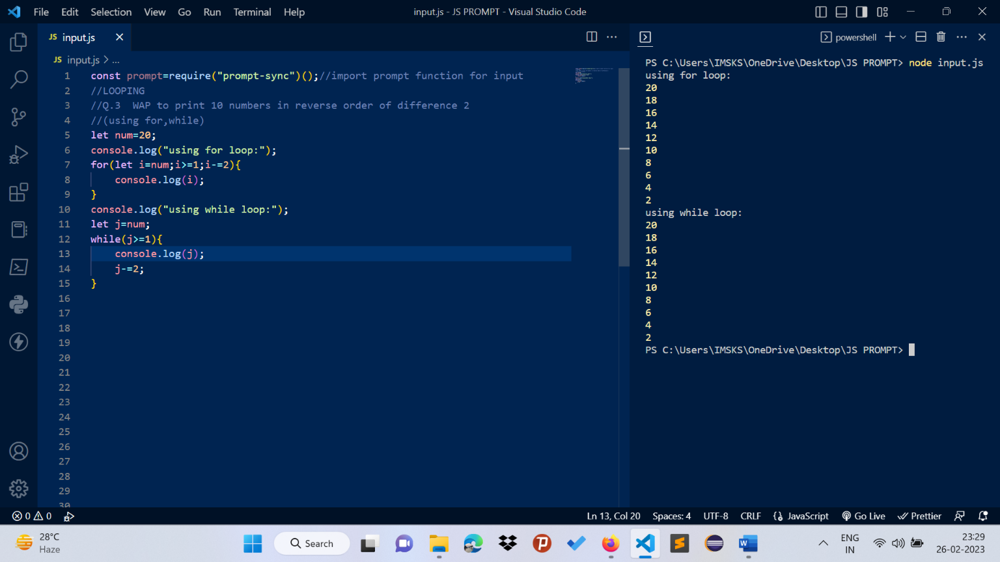 File Edit Selection View Go Run Terminal Help
input.js - JS PROMPT - Visual Studio Code
JS input.js
powershell
JS input.js > ...
1 const prompt=require("prompt-sync")();//import prompt function for input
2 //LOOPING
3 //Q.3  WAP to print 10 numbers in reverse order of difference 2
4 //(using for,while)
5 let num=20;
6 console.log("using for loop:");
7 for(let i=num;i>=1;i-=2){
8     console.log(i);
9 }
10 console.log("using while loop:");
11 let j=num;
12 while(j>=1){
13     console.log(j);
14     j-=2;
15 }
16
17
18
19
20
21
22
23
24
25
26
27
28
29
30
PS C:\Users\IMSKS\OneDrive\Desktop\JS PROMPT> node input.js
using for loop:
20
18
16
14
12
10
8
6
4
2
using while loop:
20
18
16
14
12
10
8
6
4
2
PS C:\Users\IMSKS\OneDrive\Desktop\JS PROMPT>
0 0
Ln 13, Col 20 Spaces: 4 UTF-8 CRLF JavaScript Go Live Prettier
28°C
Haze
Search
ENG
IN
23:29
26-02-2023